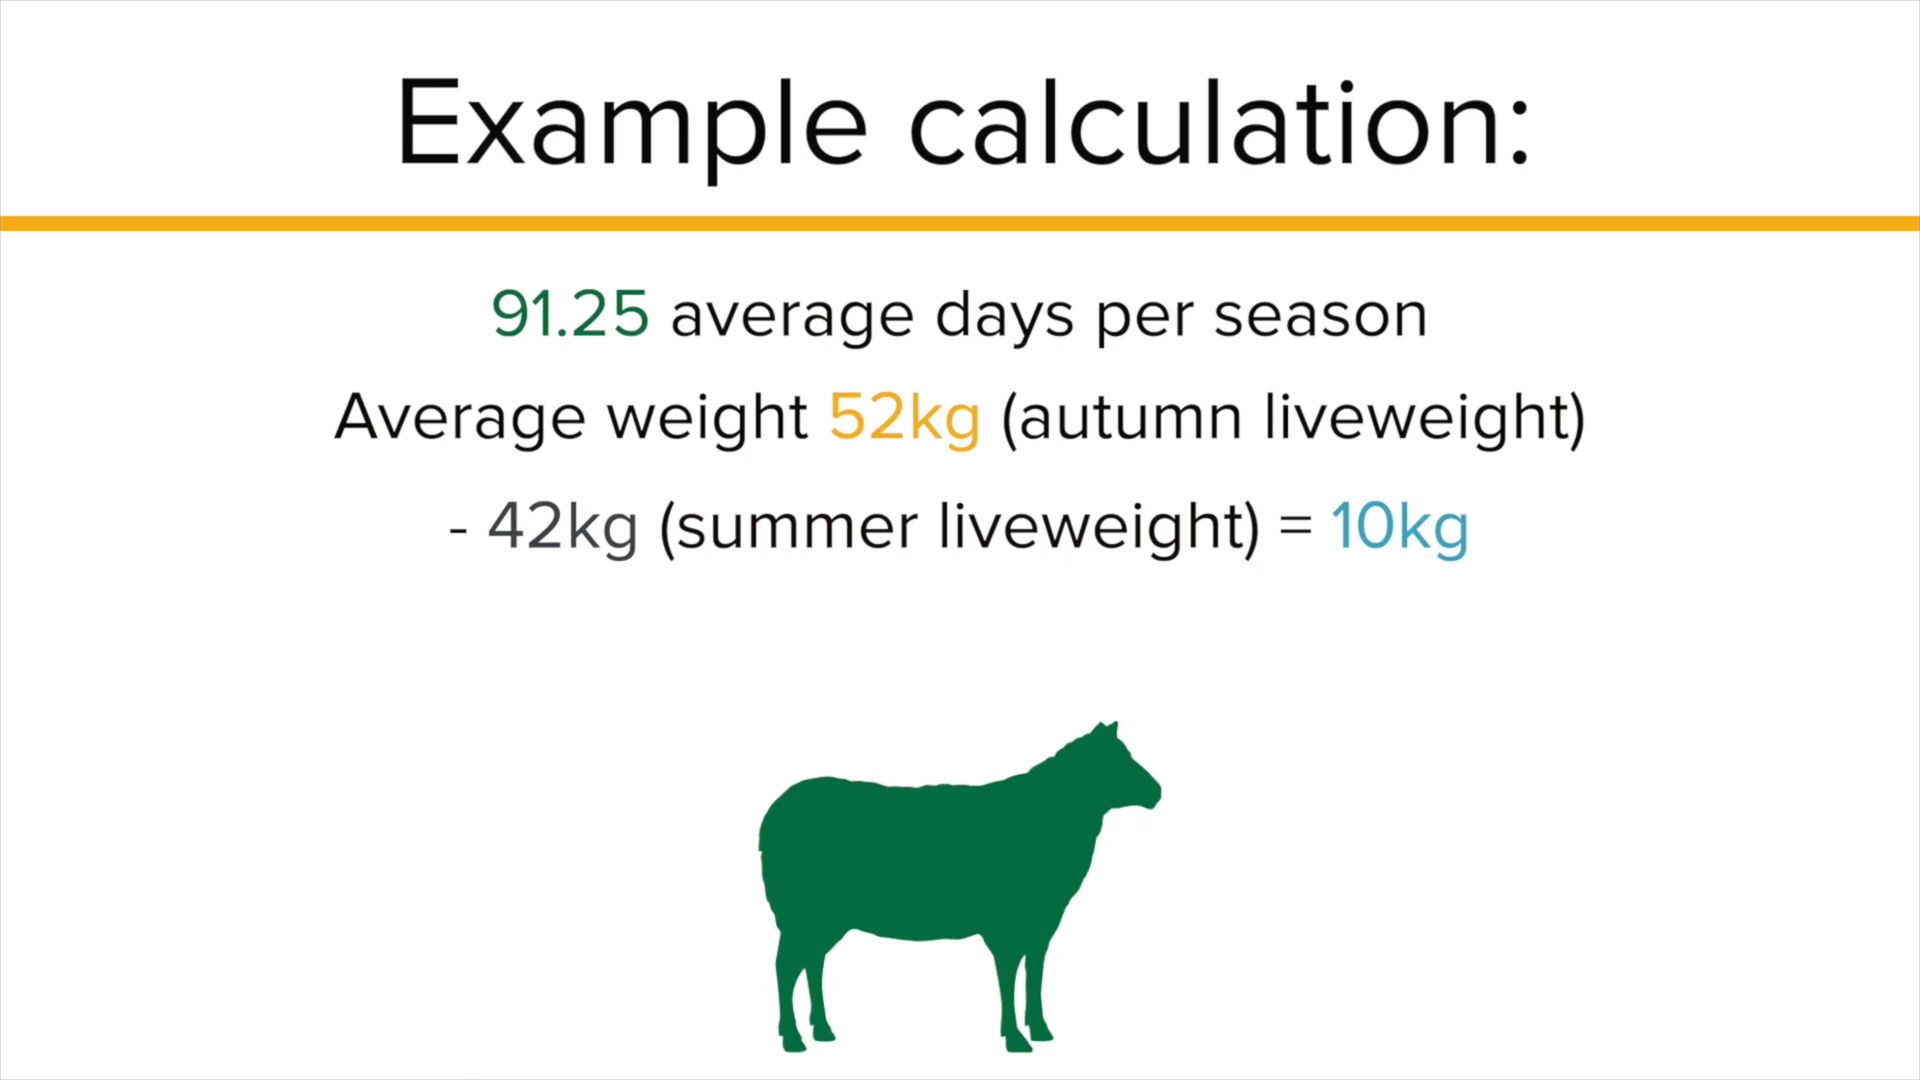 Example calculation:
91.25 average days per season
Average weight 52kg (autumn liveweight)
- 42kg (summer liveweight) = 10kg